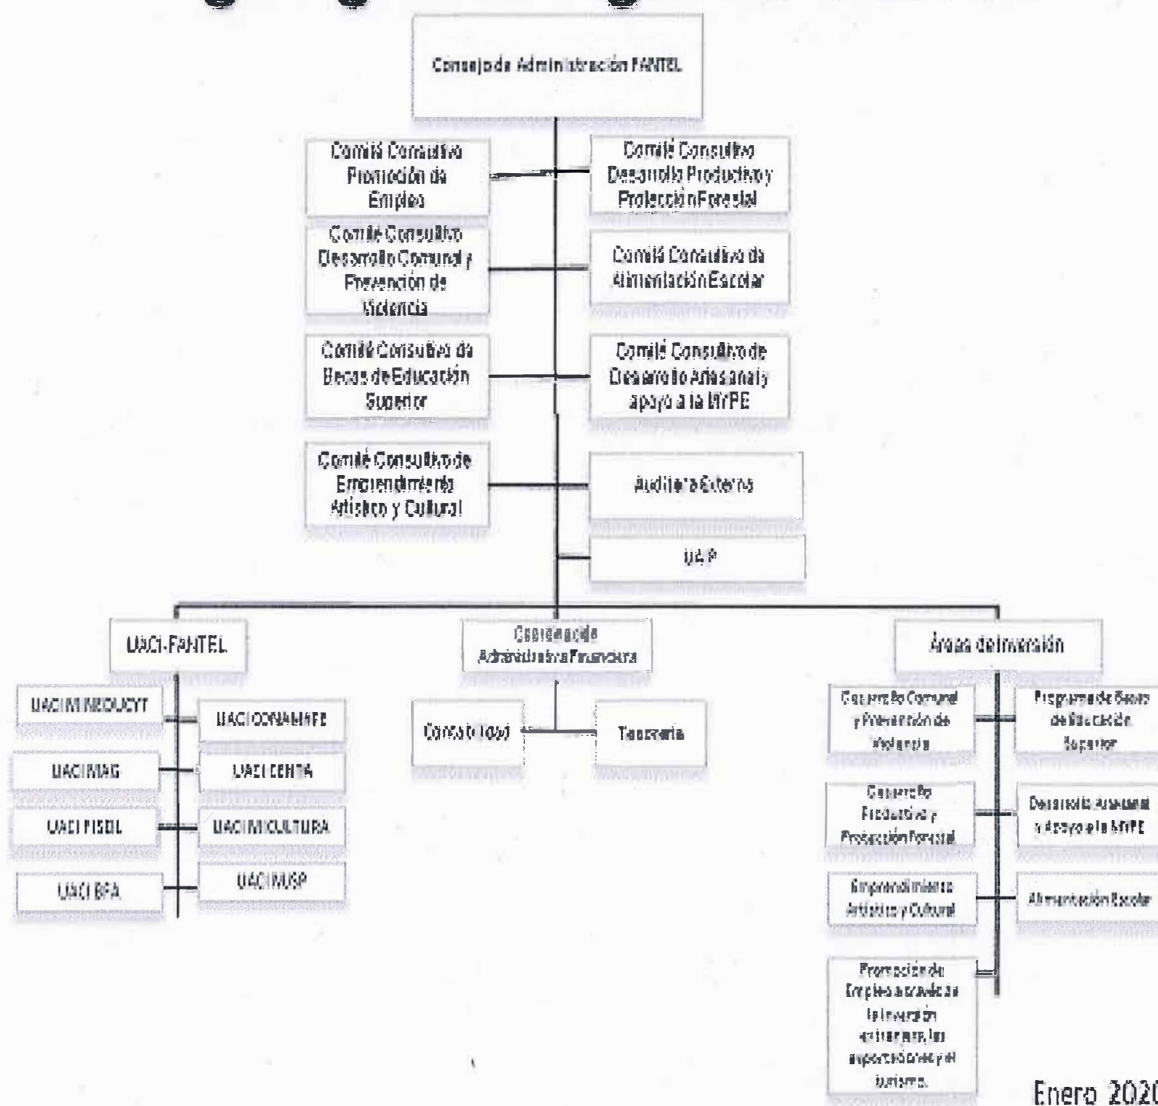 Consejo de Administración FANTEL
Comité Consultivo
Promoción de
Empleo
Comité Consultivo
Desarrollo Productivo y
Protección Forestal
Comité Consultivo
Desarrollo Comunal y
Prevención de
Violencia
Comité Consultivo de
Alimentación Escolar
Comité Consultivo de
Becas de Educación
Superior
Comité Consultivo de
Desarrollo Artesanal y
apoyo a la MYPE
Comité Consultivo de
Emprendimiento
Artístico y Cultural
Auditoría Externa
UAIP
UACI-FANTEL
Administrativa Financiera
Áreas de Inversión
UACI MINEDUCYT
UACI CONAMYPE
UACI MAG
UACI CENTA
UACI FISDL
UACI MICULTURA
UACI BFA
Contabilidad
Tesorería
Desarrollo Comunal
y Prevención de
Violencia
Programa de Becas
de Educación
Superior
Desarrollo
Productivo y
Protección Forestal
Desarrollo Artesanal
y Apoyo a la MYPE
Emprendimiento
Artístico y Cultural
Alimentación Escolar
Promoción de
Empleo a través de
la inversión
extranjera, las
exportaciones y el
turismo.
Enero 2020